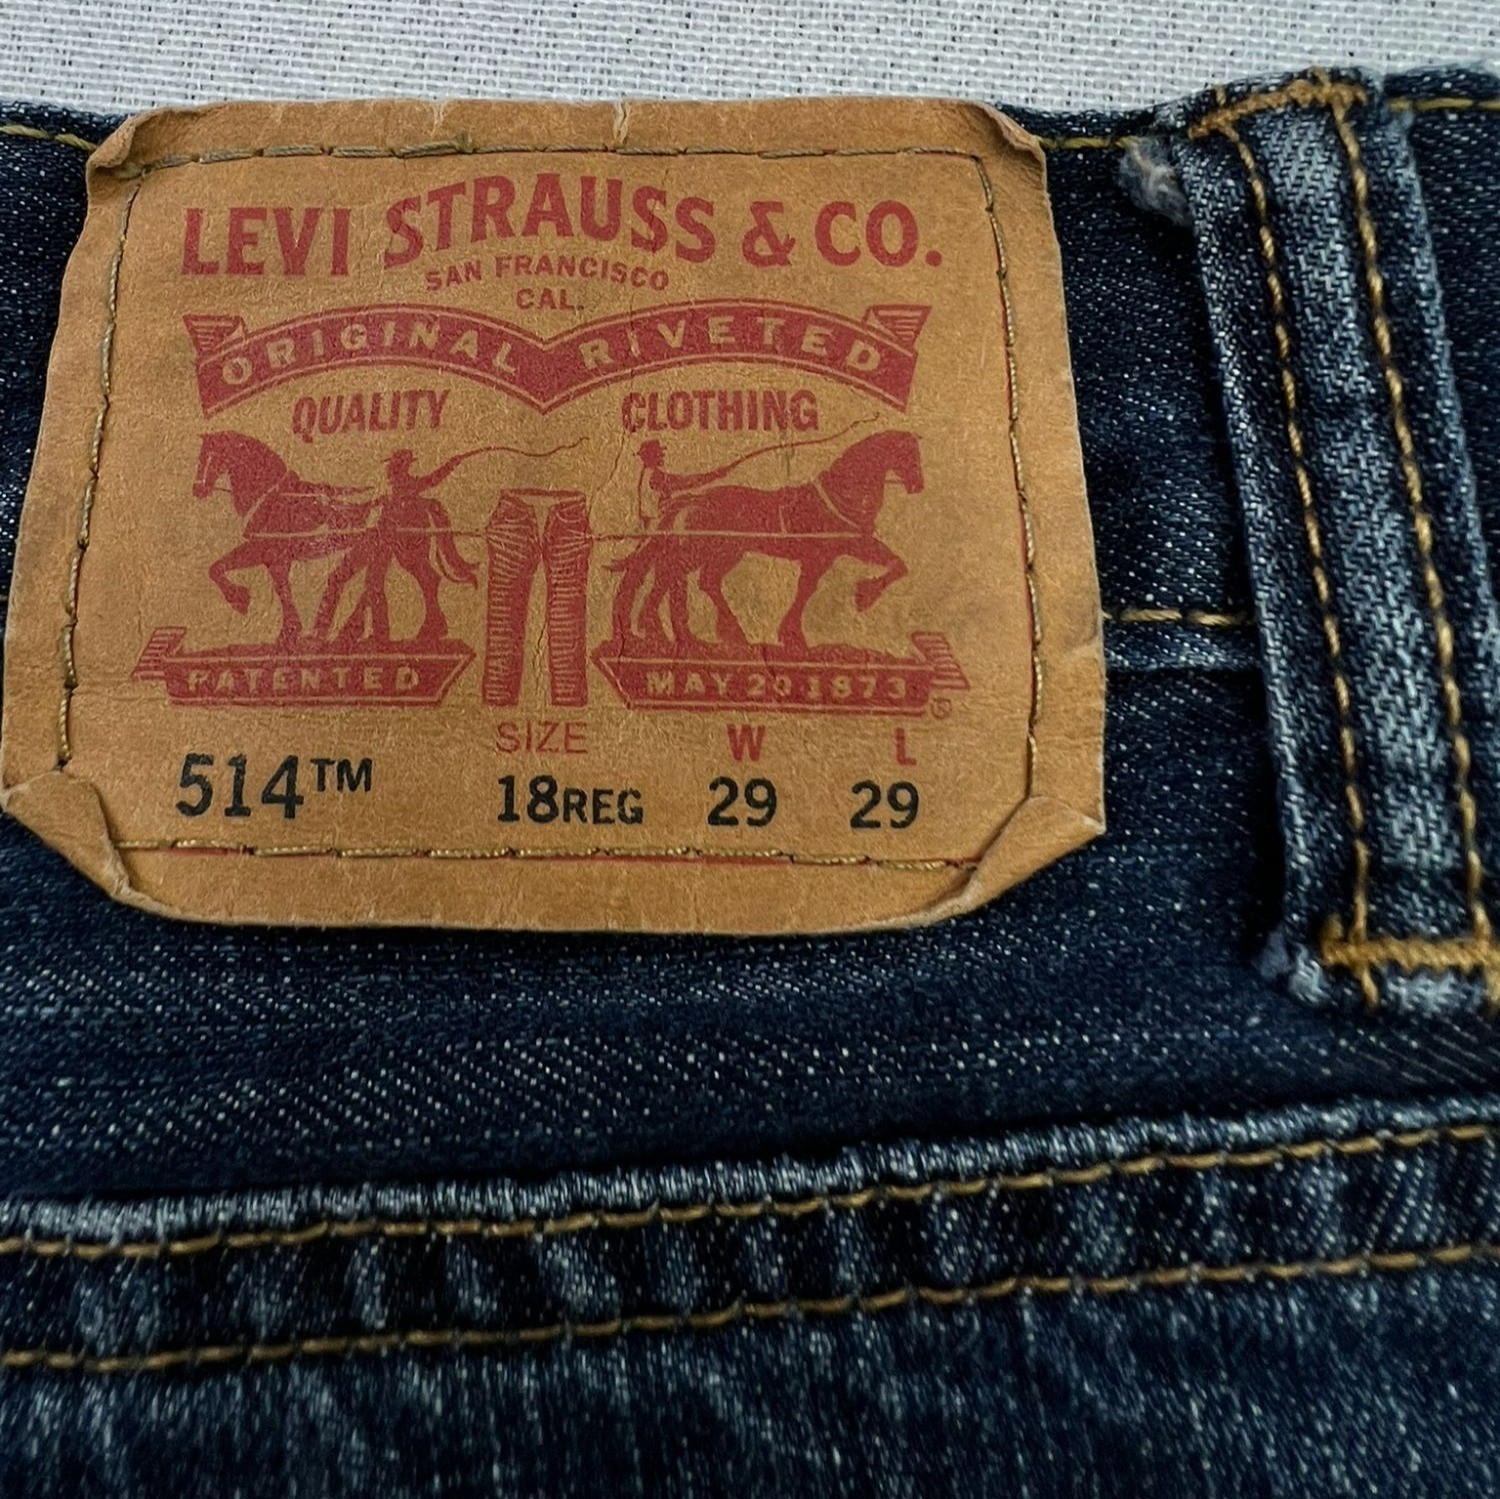 LEVI STRAUSS & CO.
SAN FRANCISCO
CAL.
ORIGINAL RIVETED
QUALITY CLOTHING
PATENTED MAY 20 1873
SIZE W L
514™ 18REG 29 29